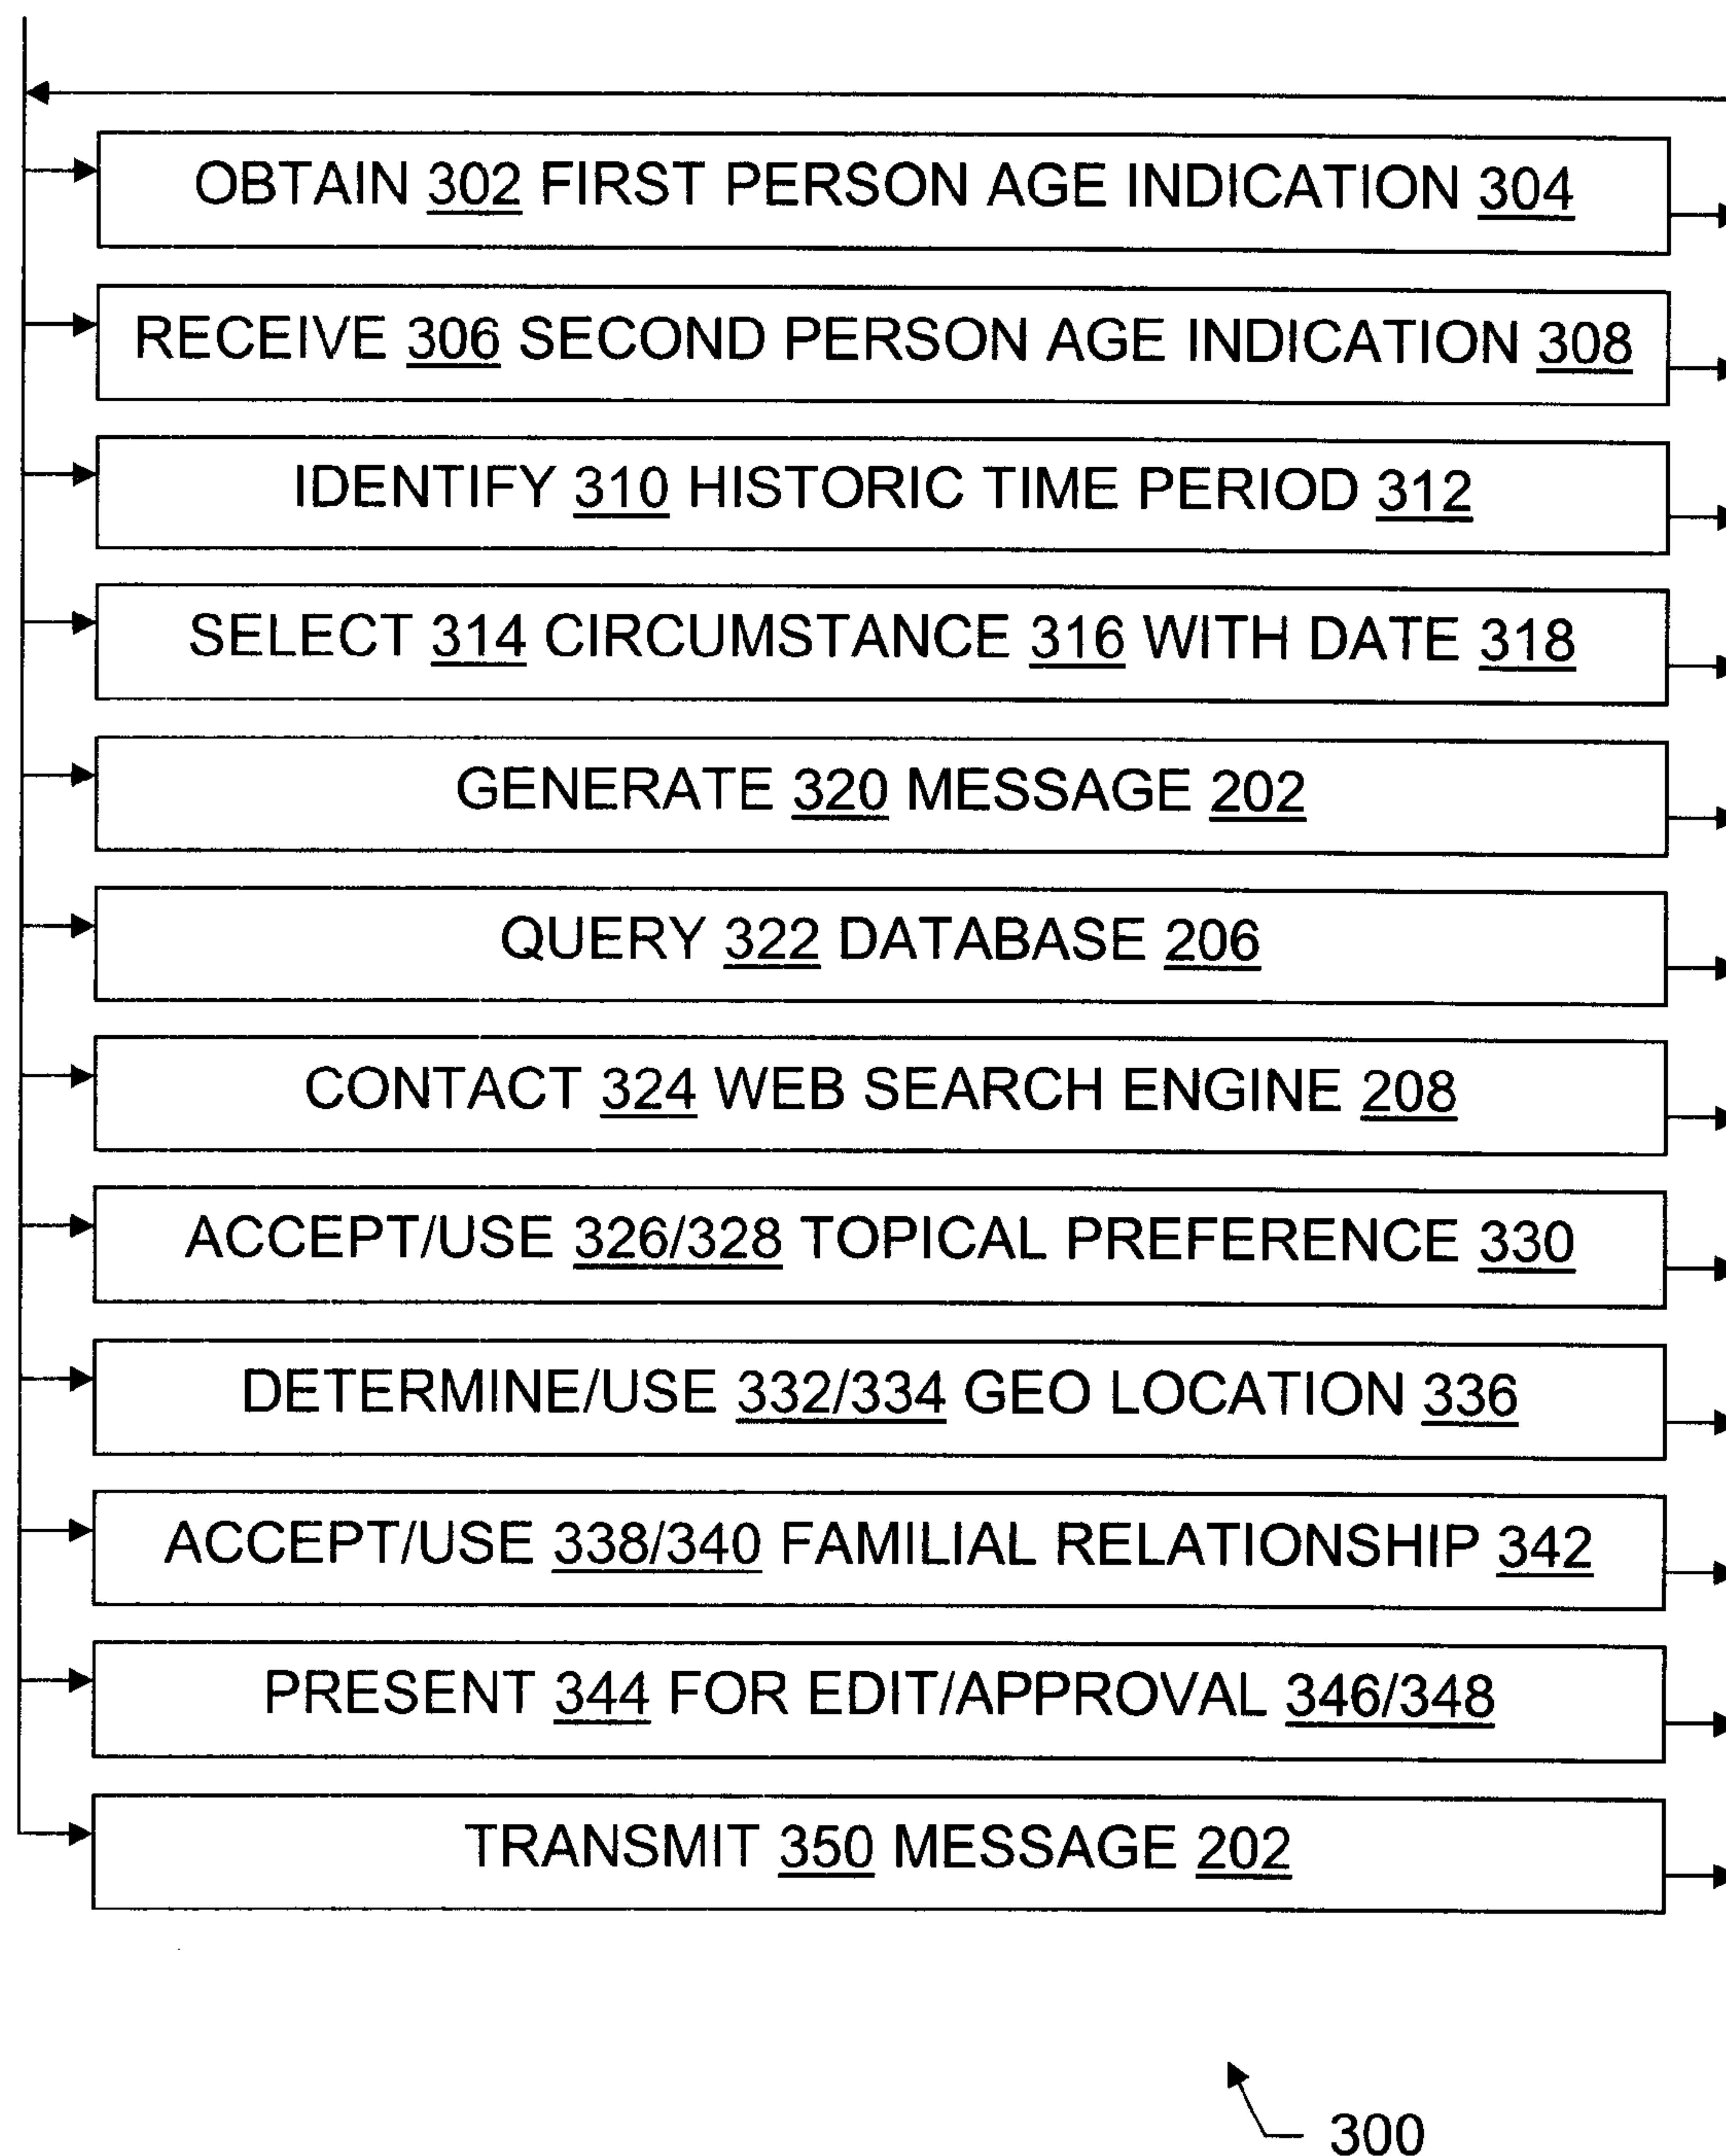 OBTAIN 302 FIRST PERSON AGE INDICATION 304
RECEIVE 306 SECOND PERSON AGE INDICATION 308
IDENTIFY 310 HISTORIC TIME PERIOD 312
SELECT 314 CIRCUMSTANCE 316 WITH DATE 318
GENERATE 320 MESSAGE 202
QUERY 322 DATABASE 206
CONTACT 324 WEB SEARCH ENGINE 208
ACCEPT/USE 326/328 TOPICAL PREFERENCE 330
DETERMINE/USE 332/334 GEO LOCATION 336
ACCEPT/USE 338/340 FAMILIAL RELATIONSHIP 342
PRESENT 344 FOR EDIT/APPROVAL 346/348
TRANSMIT 350 MESSAGE 202
300